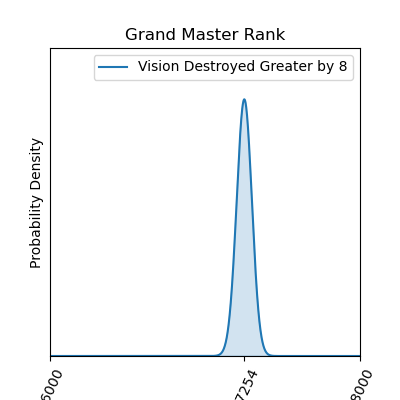 Grand Master Rank
Vision Destroyed Greater by 8
Probability Density
6000
7254
8000